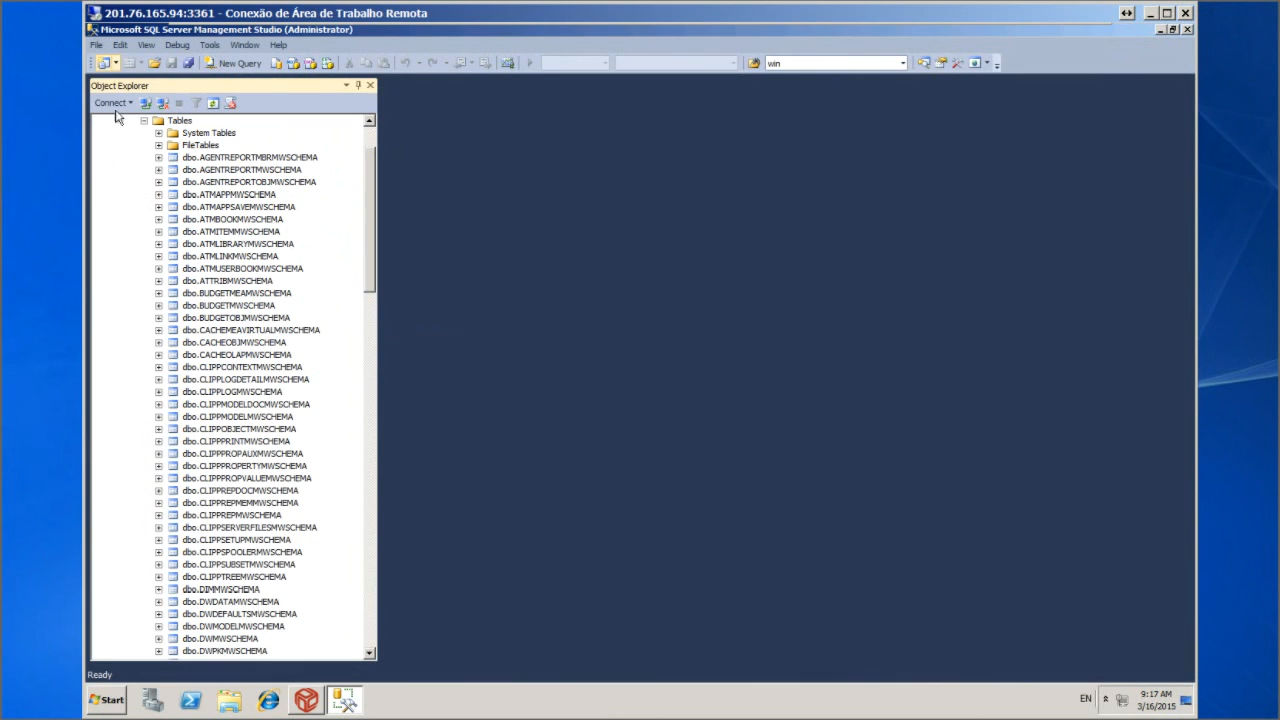 201.76.165.94:3361 - Conexão de Área de Trabalho Remota
Microsoft SQL Server Management Studio (Administrator)
File Edit View Debug Tools Window Help
New Query win
Object Explorer
Connect
Tables
System Tables
FileTables
dbo.AGENTREPORTMBRMWSCHEMA
dbo.AGENTREPORTMWSCHEMA
dbo.AGENTREPORTOBJMWSCHEMA
dbo.ATMAPPMWSCHEMA
dbo.ATMAPPSAVEMWSCHEMA
dbo.ATMBOOKMWSCHEMA
dbo.ATMITEMMWSCHEMA
dbo.ATMLIBRARYMWSCHEMA
dbo.ATMLINKMWSCHEMA
dbo.ATMUSERBOOKMWSCHEMA
dbo.ATTRIBMWSCHEMA
dbo.BUDGETMEAMWSCHEMA
dbo.BUDGETMWSCHEMA
dbo.BUDGETOBJMWSCHEMA
dbo.CACHEMEAVIRTUALMWSCHEMA
dbo.CACHEOBJMWSCHEMA
dbo.CACHEOLAPMWSCHEMA
dbo.CLIPPCONTEXTMWSCHEMA
dbo.CLIPPLOGDETAILMWSCHEMA
dbo.CLIPPLOGMWSCHEMA
dbo.CLIPPMODELDOCMWSCHEMA
dbo.CLIPPMODELMWSCHEMA
dbo.CLIPPOBJECTMWSCHEMA
dbo.CLIPPPRINTMWSCHEMA
dbo.CLIPPPROPAUXMWSCHEMA
dbo.CLIPPPROPERTYMWSCHEMA
dbo.CLIPPPROPVALUEMWSCHEMA
dbo.CLIPPREPDOCMWSCHEMA
dbo.CLIPPREPMEMMWSCHEMA
dbo.CLIPPREPMWSCHEMA
dbo.CLIPPSERVERFILESMWSCHEMA
dbo.CLIPPSETUPMWSCHEMA
dbo.CLIPPSPOOLERMWSCHEMA
dbo.CLIPPSUBSETMWSCHEMA
dbo.CLIPPTREEMWSCHEMA
dbo.DIMMWSCHEMA
dbo.DWDATAMWSCHEMA
dbo.DWDEFAULTSMWSCHEMA
dbo.DWMODELMWSCHEMA
dbo.DWMWSCHEMA
dbo.DWPKMWSCHEMA
Ready
Start EN 9:17 AM
3/16/2015